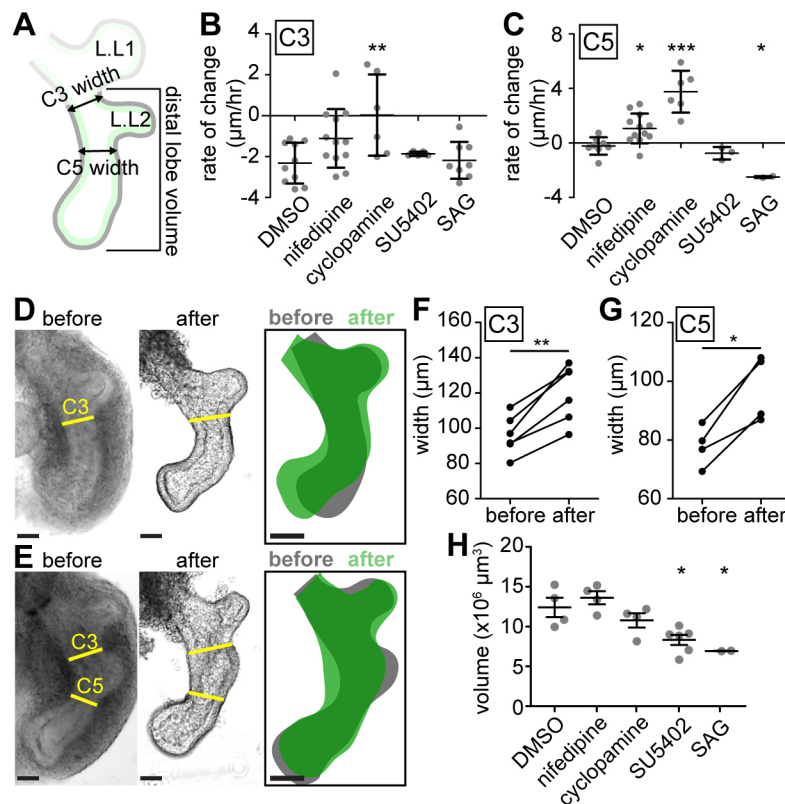 A
L.L1
C3 width
L.L2
C5 width
distal lobe volume
B
C3
**
rate of change
(µm/hr)
4
2
0
-2
-4
DMSO
nifedipine
cyclopamine
SU5402
SAG
C
C5
* *** *
rate of change
(µm/hr)
8
4
0
-4
DMSO
nifedipine
cyclopamine
SU5402
SAG
D
before after before after
C3
E
before after before after
C3
C5
F
C3
**
width (µm)
160
140
120
100
80
60
before after
G
C5
*
width (µm)
120
100
80
60
before after
H
* *
volume (x10⁶ µm³)
20
15
10
5
0
DMSO
nifedipine
cyclopamine
SU5402
SAG